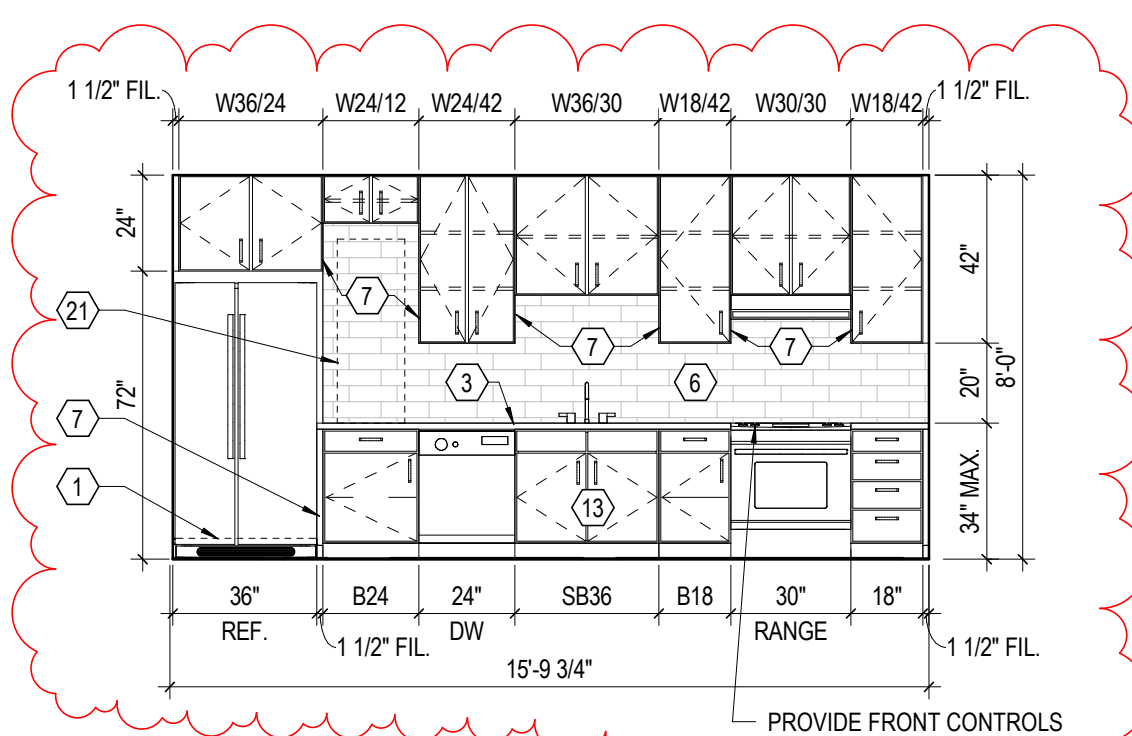 1 1/2" FIL.
W36/24
W24/12
W24/42
W36/30
W18/42
W30/30
W18/42
1 1/2" FIL.
24"
72"
42"
20"
34" MAX.
8'-0"
21
7
1
7
3
7
6
7
13
36"
REF.
1 1/2" FIL.
B24
24"
DW
SB36
B18
30"
RANGE
18"
1 1/2" FIL.
15'-9 3/4"
PROVIDE FRONT CONTROLS